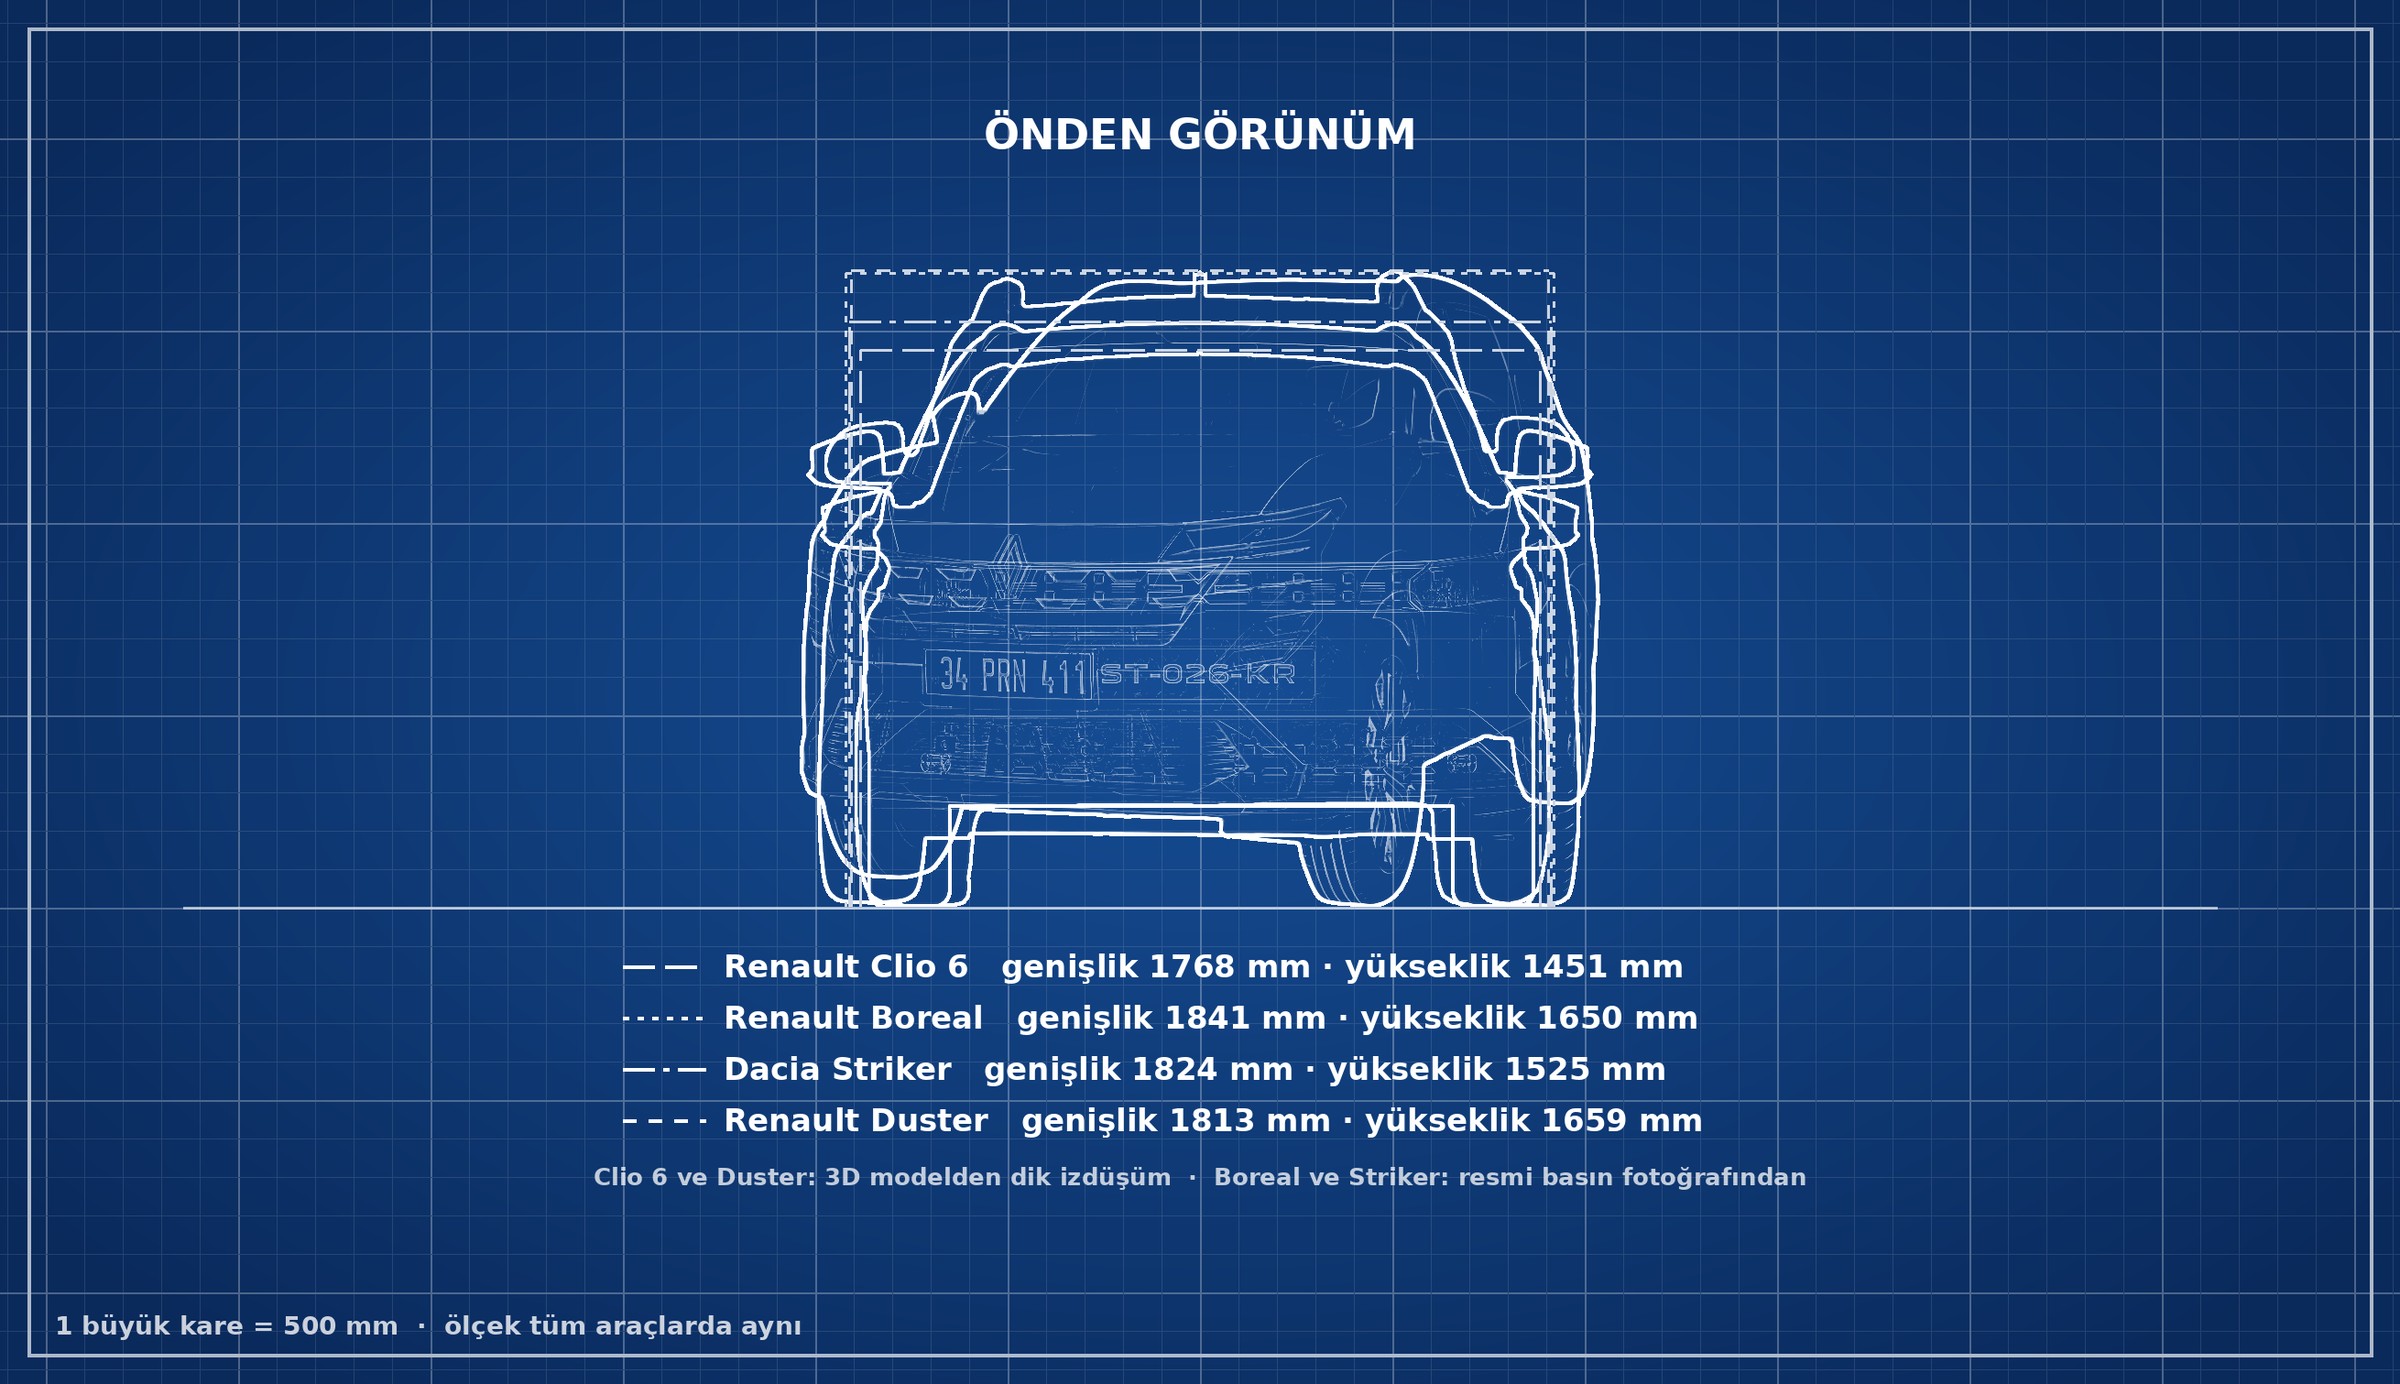 ÖNDEN GÖRÜNÜM
34 PRN 411
ST-026-KR
Renault Clio 6 genişlik 1768 mm · yükseklik 1451 mm
Renault Boreal genişlik 1841 mm · yükseklik 1650 mm
Dacia Striker genişlik 1824 mm · yükseklik 1525 mm
Renault Duster genişlik 1813 mm · yükseklik 1659 mm
Clio 6 ve Duster: 3D modelden dik izdüşüm · Boreal ve Striker: resmi basın fotoğrafından
1 büyük kare = 500 mm · ölçek tüm araçlarda aynı